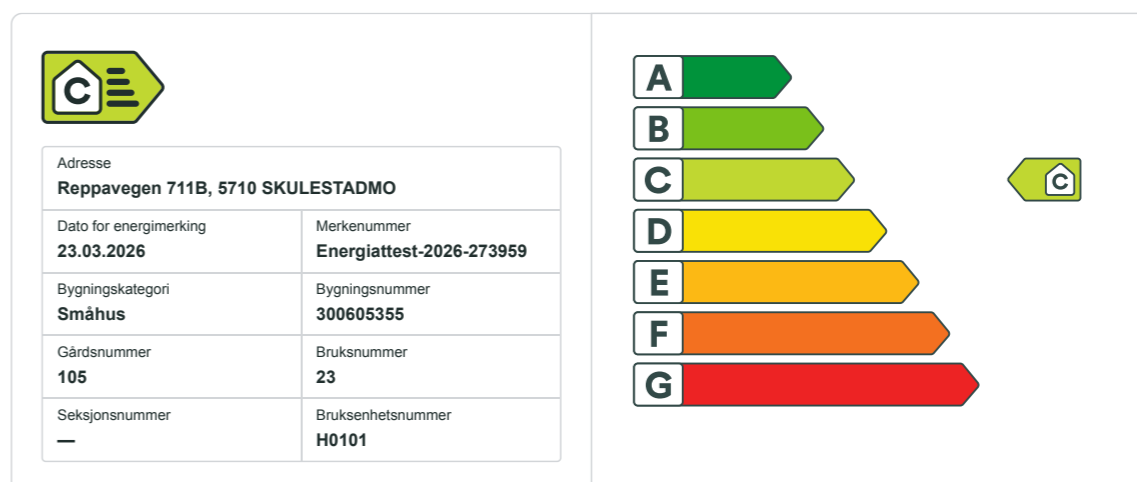 C
Adresse
Reppavegen 711B, 5710 SKULESTADMO
Dato for energimerking
23.03.2026
Merkenummer
Energiattest-2026-273959
Bygningskategori
Småhus
Bygningsnummer
300605355
Gårdsnummer
105
Bruksnummer
23
Seksjonsnummer
—
Bruksenhetsnummer
H0101
A
B
C
C
D
E
F
G